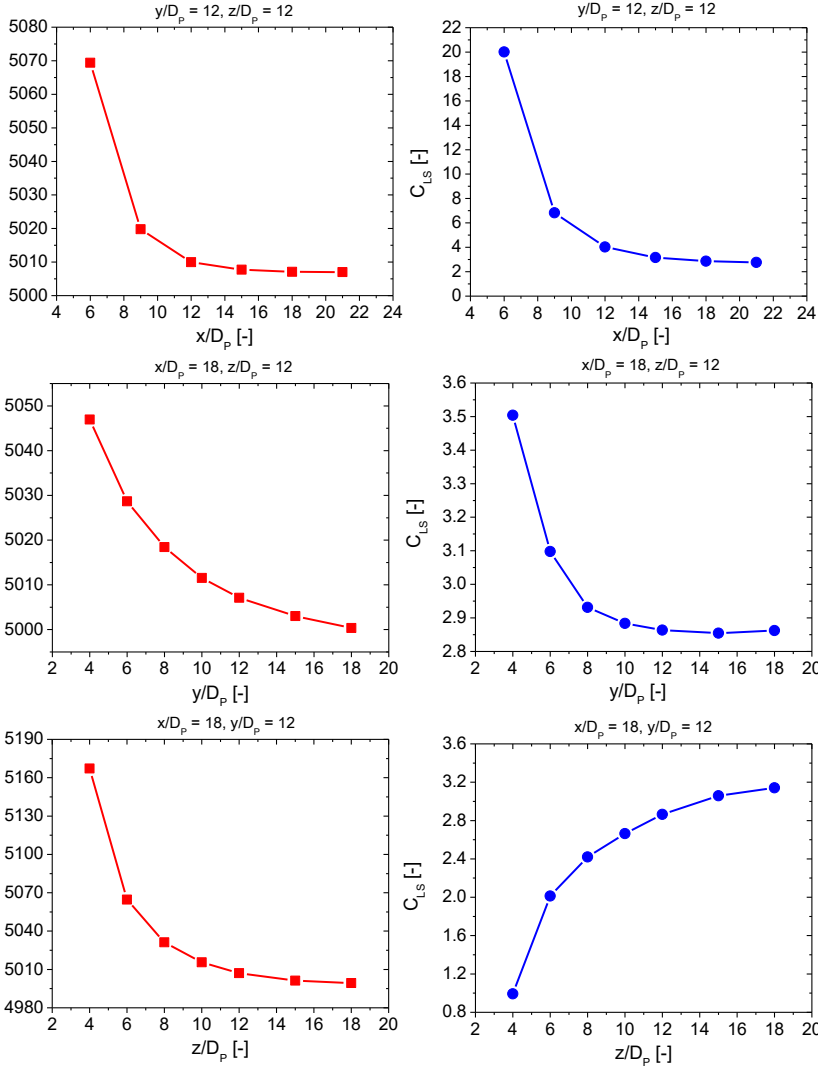 y/D_P = 12, z/D_P = 12
5080
5070
5060
5050
5040
5030
5020
5010
5000
4 6 8 10 12 14 16 18 20 22 24
x/D_P [-]
y/D_P = 12, z/D_P = 12
C_LS [-]
22
20
18
16
14
12
10
8
6
4
2
0
4 6 8 10 12 14 16 18 20 22 24
x/D_P [-]
x/D_P = 18, z/D_P = 12
5050
5040
5030
5020
5010
5000
2 4 6 8 10 12 14 16 18 20
y/D_P [-]
x/D_P = 18, z/D_P = 12
C_LS [-]
3.6
3.5
3.4
3.3
3.2
3.1
3.0
2.9
2.8
2 4 6 8 10 12 14 16 18 20
y/D_P [-]
x/D_P = 18, y/D_P = 12
5190
5160
5130
5100
5070
5040
5010
4980
2 4 6 8 10 12 14 16 18 20
z/D_P [-]
x/D_P = 18, y/D_P = 12
C_LS [-]
3.6
3.2
2.8
2.4
2.0
1.6
1.2
0.8
2 4 6 8 10 12 14 16 18 20
z/D_P [-]